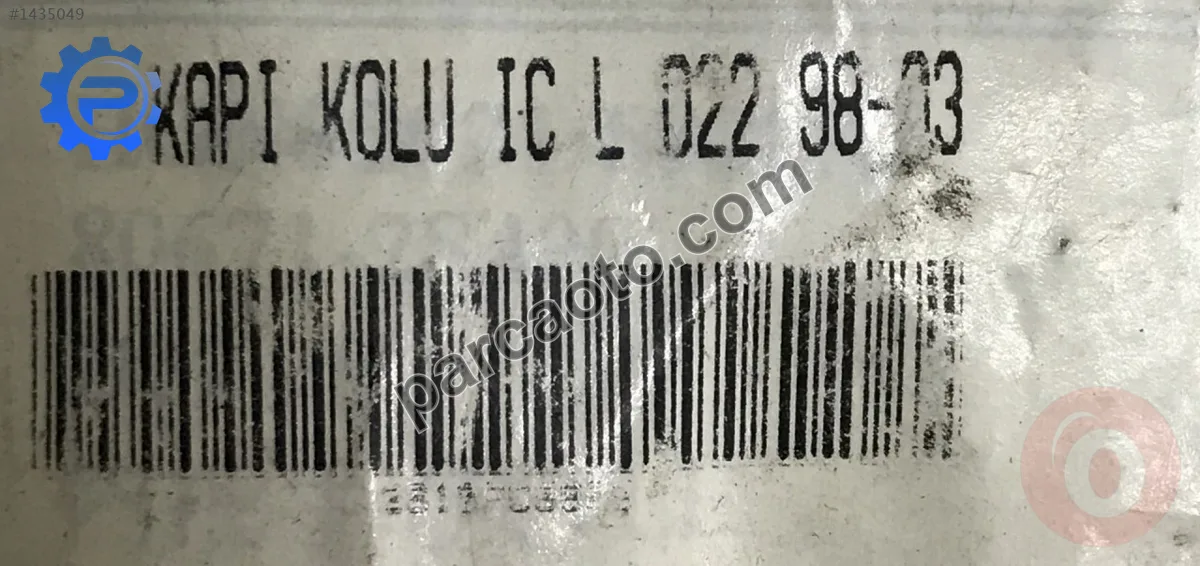 #1435049
KAPI KOLU IC L 022 98-03
parcaoto.com